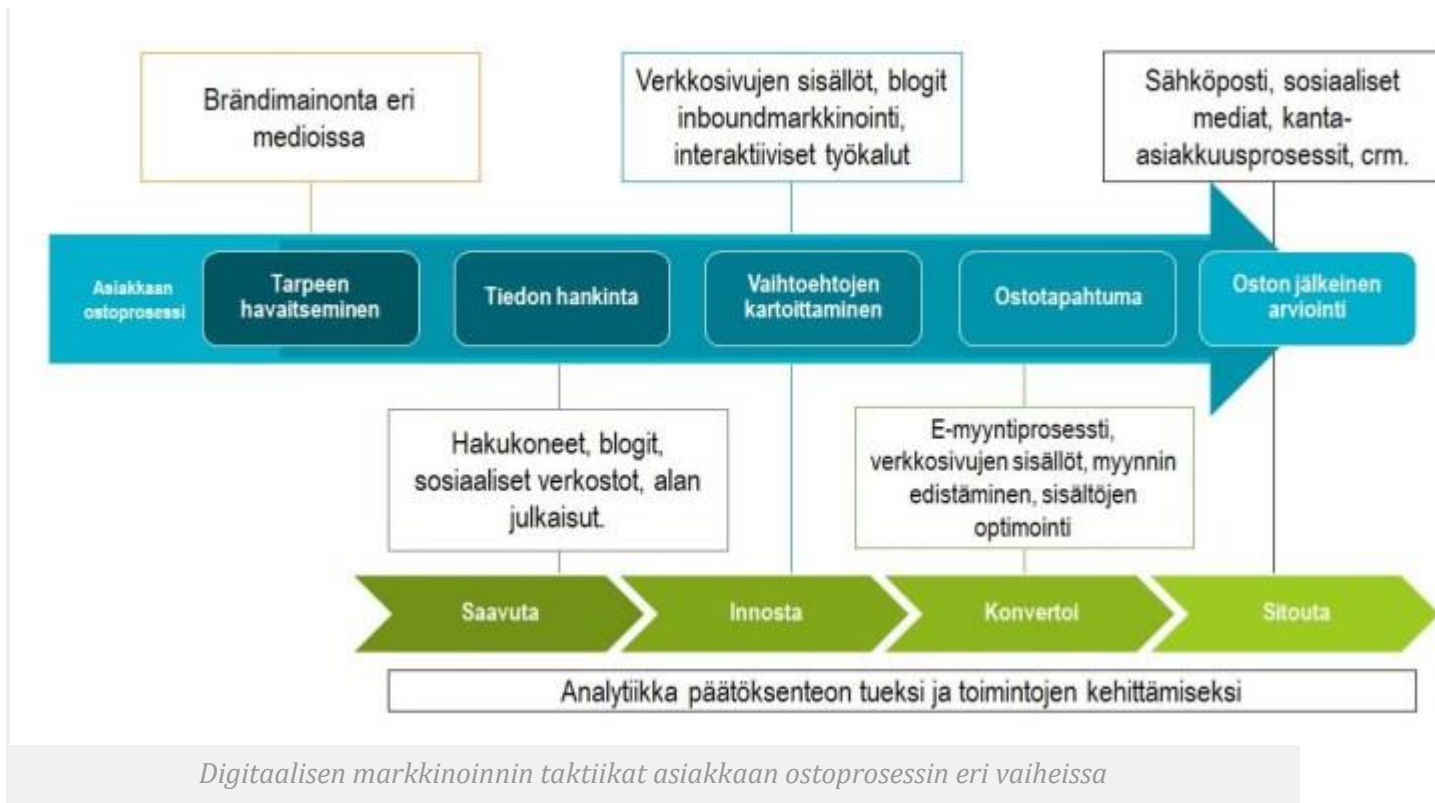 Brändimainonta eri
medioissa
Verkkosivujen sisällöt, blogit
inboundmarkkinointi,
interaktiiviset työkalut
Sähköposti, sosiaaliset
mediat, kanta-
asiakkuusprosessit, crm.
Asiakkaan
ostoprosessi
Tarpeen
havaitseminen
Tiedon hankinta
Vaihtoehtojen
kartoittaminen
Ostotapahtuma
Oston jälkeinen
arviointi
Hakukoneet, blogit,
sosiaaliset verkostot, alan
julkaisut.
E-myyntiprosessti,
verkkosivujen sisällöt, myynnin
edistäminen, sisältöjen
optimointi
Saavuta
Innosta
Konvertoi
Sitouta
Analytiikka päätöksenteon tueksi ja toimintojen kehittämiseksi
Digitaalisen markkinoinnin taktiikat asiakkaan ostoprosessin eri vaiheissa